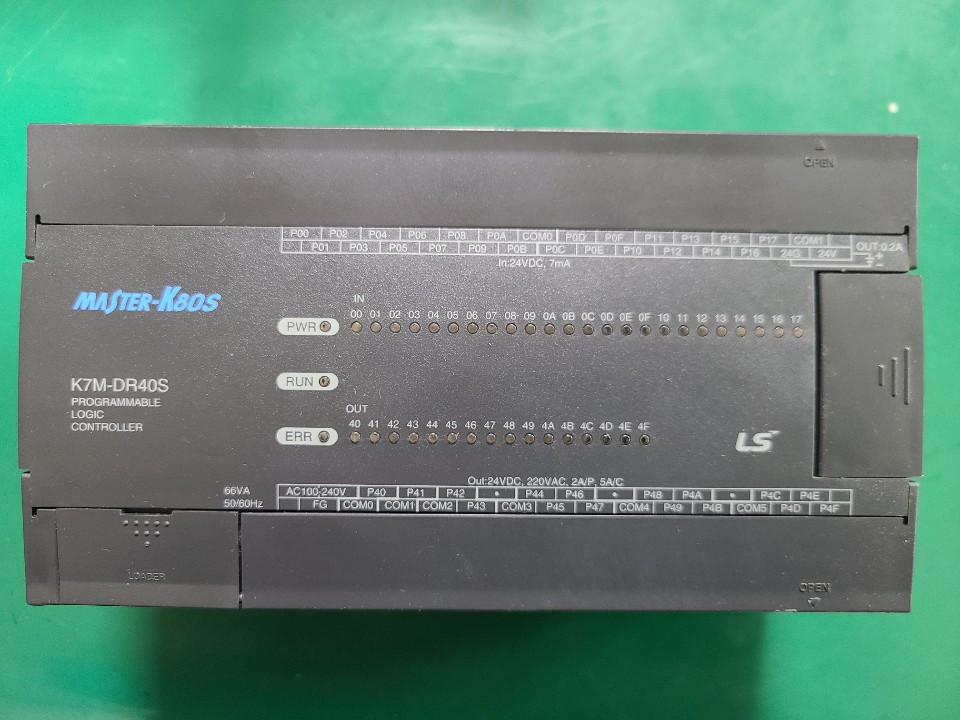 OPEN
P00 P02 P04 P06 P08 P0A COM0 P0D P0F P11 P13 P15 P17 COM1
P01 P03 P05 P07 P09 P0B P0C P0E P10 P12 P14 P16 24G 24V
OUT:0.2A
In:24VDC, 7mA
MASTER-K80S
IN
00 01 02 03 04 05 06 07 08 09 0A 0B 0C 0D 0E 0F 10 11 12 13 14 15 16 17
PWR
K7M-DR40S
PROGRAMMABLE
LOGIC
CONTROLLER
RUN
OUT
40 41 42 43 44 45 46 47 48 49 4A 4B 4C 4D 4E 4F
ERR
LS
Out:24VDC, 220VAC, 2A/P, 5A/C
66VA
50/60Hz
AC100-240V P40 P41 P42 • P44 P46 • P48 P4A • P4C P4E
FG COM0 COM1 COM2 P43 COM3 P45 P47 COM4 P49 P4B COM5 P4D P4F
LOADER
OPEN